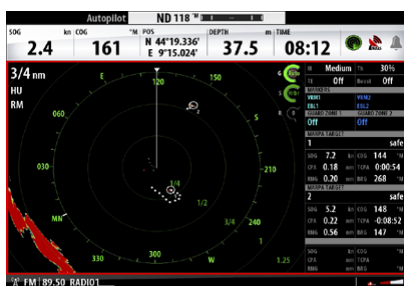 Autopilot ND 118 °M
SOG kn COG °M POS DEPTH m TIME
2.4 161 N 44°19.336' E 9°15.024' 37.5 08:12
3/4 nm
HU
RM
E 120 150
060
S
030
210
MN
240
330 300 W
1/4
1/2
3/4
1
1.25
Medium 30%
Off Boost Off
MARKERS
VRM1 VRM2
EBL1 EBL2
GUARD ZONE 1 GUARD ZONE 2
Off Off
MARPA TARGET
1 safe
SOG 7.2 kn COG 144 °M
CPA 0.18 nm TCPA 0:00:54
RNG 0.20 nm BRG 268 °M
MARPA TARGET
2 safe
SOG 5.2 kn COG 148 °M
CPA 0.22 nm TCPA -0:08:52
RNG 0.56 nm BRG 147 °M
SOG kn COG °M
CPA nm TCPA
RNG nm BRG °M
FM 89.50 RADIO1